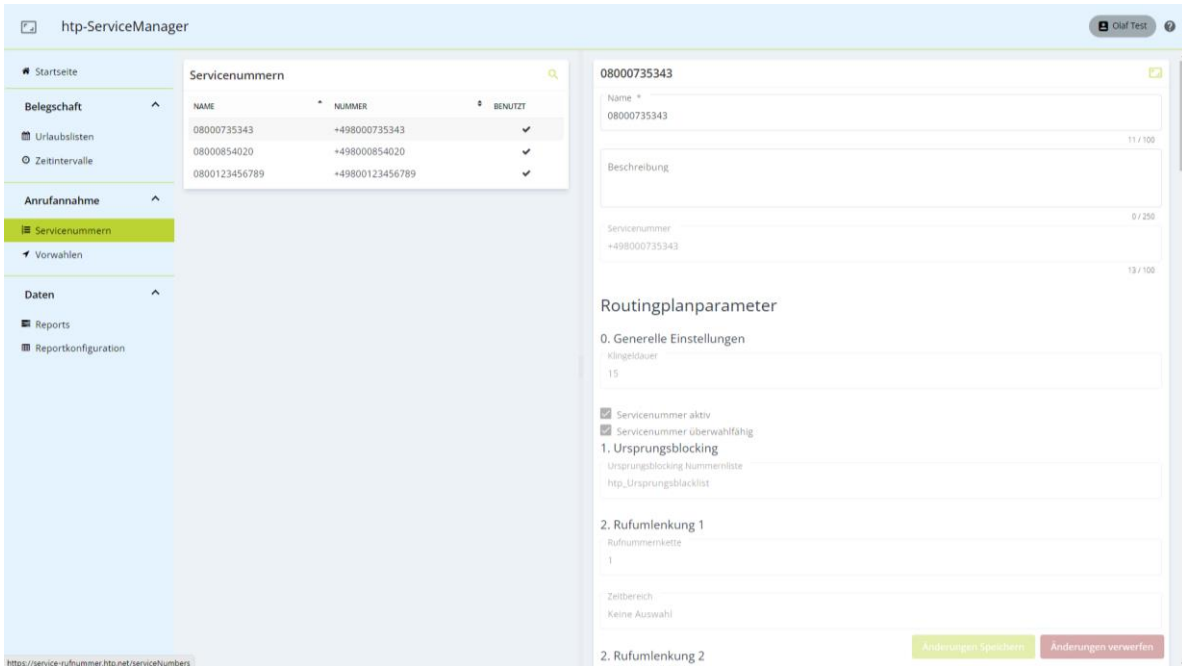 htp-ServiceManager
Olaf Test
Startseite
Belegschaft
Urlaubslisten
Zeitintervalle
Anrufannahme
Servicenummern
Vorwahlen
Daten
Reports
Reportkonfiguration
https://service-rufnummer.htp.net/serviceNumbers
Servicenummern
NAME NUMMER BENUTZT
08000735343 +498000735343
08000854020 +498000854020
0800123456789 +49800123456789
08000735343
Name *
08000735343
11 / 100
Beschreibung
0 / 250
Servicenummer
+498000735343
13 / 100
Routingplanparameter
0. Generelle Einstellungen
Klingeldauer
15
Servicenummer aktiv
Servicenummer überwahlfähig
1. Ursprungsblocking
Ursprungsblocking Nummernliste
htp_Ursprungsblacklist
2. Rufumlenkung 1
Rufnummernkette
1
Zeitbereich
Keine Auswahl
Änderungen Speichern Änderungen verwerfen
2. Rufumlenkung 2